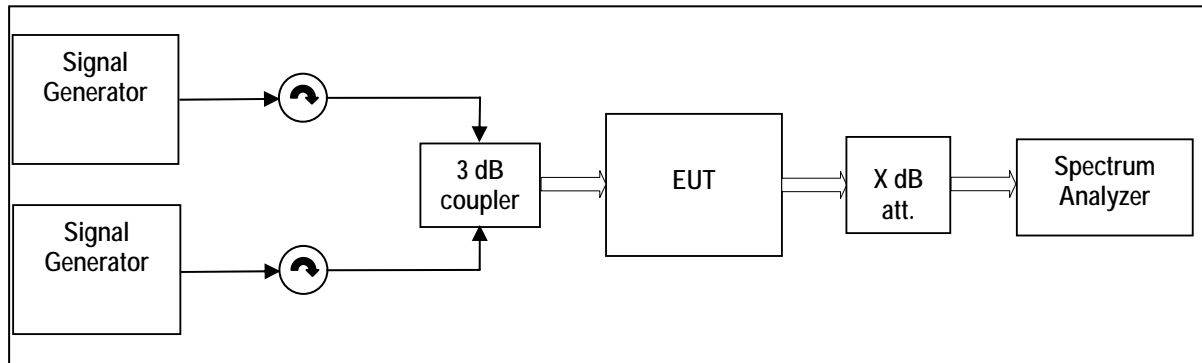 Signal
Generator
3 dB
coupler
EUT
X dB
att.
Spectrum
Analyzer
Signal
Generator